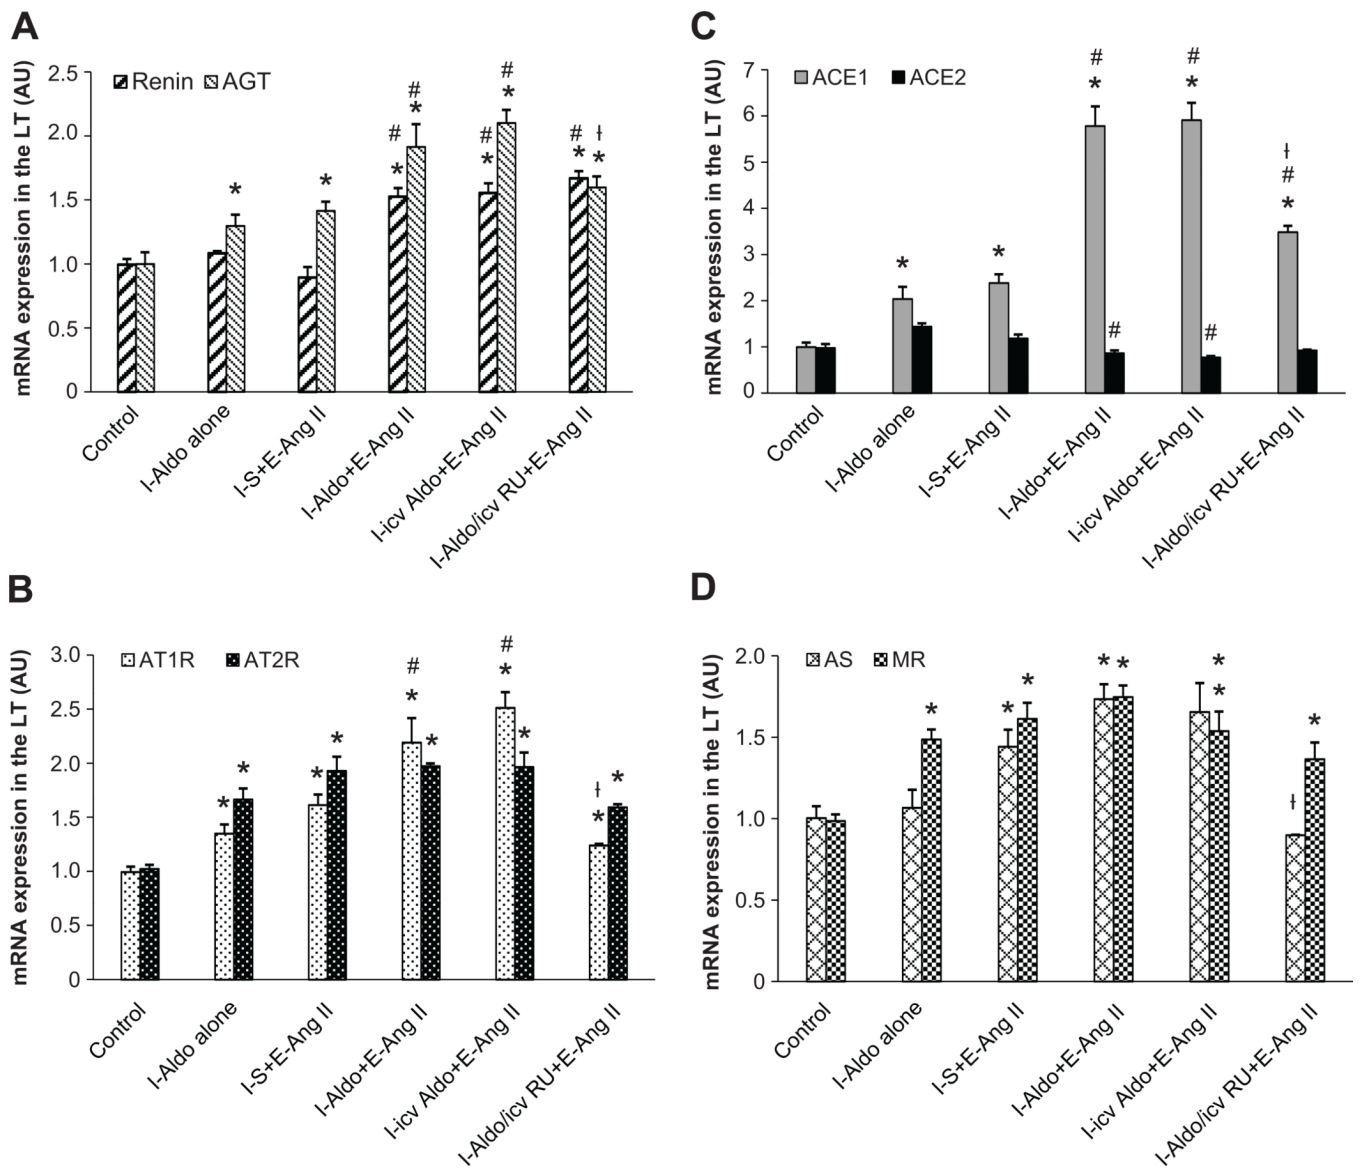 A
mRNA expression in the LT (AU)
Renin AGT
2.5
2.0
1.5
1.0
0.5
0
* * # * # * # * # * # * ƚ *
Control
I-Aldo alone
I-S+E-Ang II
I-Aldo+E-Ang II
I-icv Aldo+E-Ang II
I-Aldo/icv RU+E-Ang II
C
mRNA expression in the LT (AU)
ACE1 ACE2
7
6
5
4
3
2
1
0
* * # * # # * # ƚ # *
Control
I-Aldo alone
I-S+E-Ang II
I-Aldo+E-Ang II
I-icv Aldo+E-Ang II
I-Aldo/icv RU+E-Ang II
B
mRNA expression in the LT (AU)
AT1R AT2R
3.0
2.5
2.0
1.5
1.0
0.5
0
* * * * # * * # * * ƚ * *
Control
I-Aldo alone
I-S+E-Ang II
I-Aldo+E-Ang II
I-icv Aldo+E-Ang II
I-Aldo/icv RU+E-Ang II
D
mRNA expression in the LT (AU)
AS MR
2.0
1.5
1.0
0.5
0
* * * * * * * ƚ *
Control
I-Aldo alone
I-S+E-Ang II
I-Aldo+E-Ang II
I-icv Aldo+E-Ang II
I-Aldo/icv RU+E-Ang II